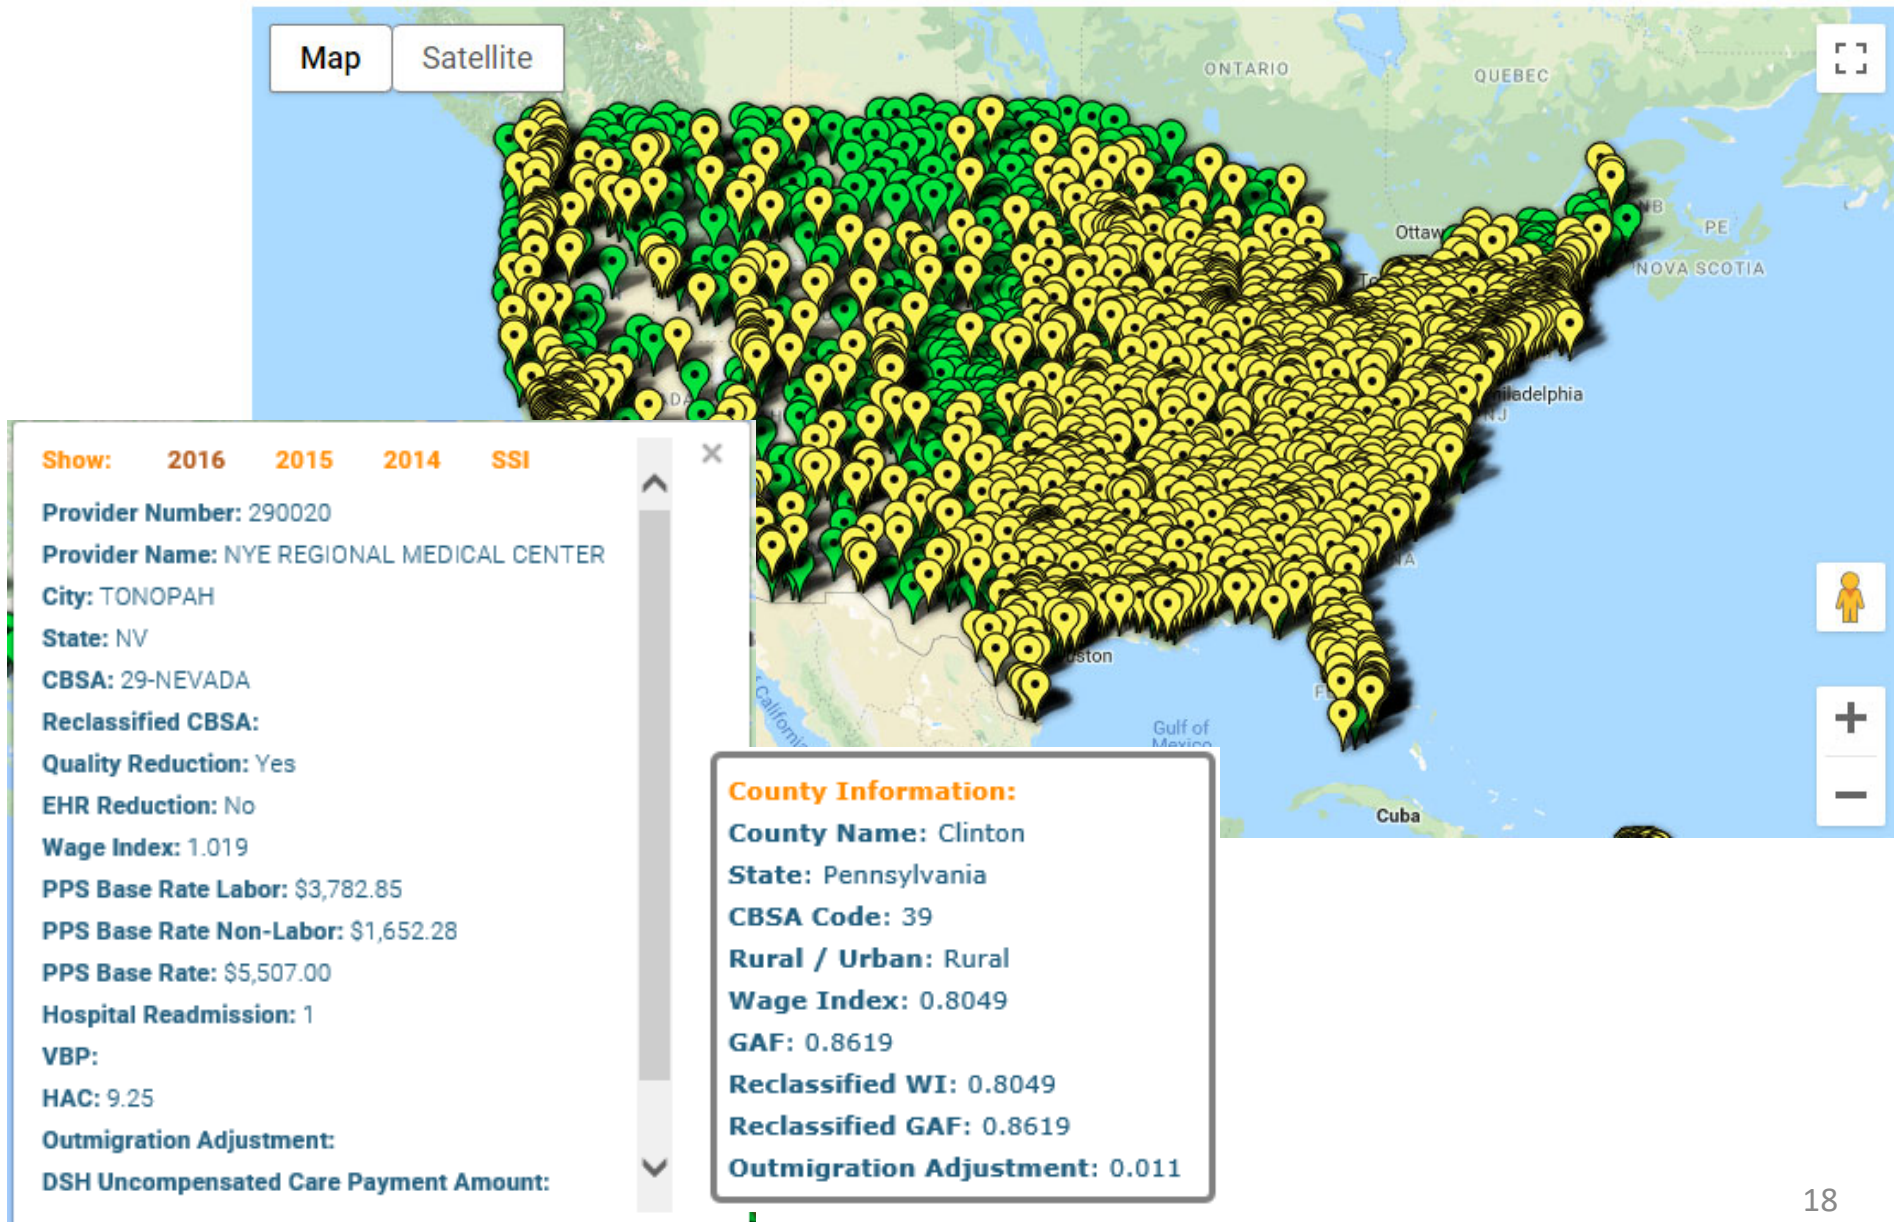 Map Satellite
ONTARIO
QUEBEC
NB
PE
Ottaw
NOVA SCOTIA
To
iladelphia
NJ
ADA
NA
ston
F
Gulf of
Mexico
California
Cuba
Show: 2016 2015 2014 SSI
Provider Number: 290020
Provider Name: NYE REGIONAL MEDICAL CENTER
City: TONOPAH
State: NV
CBSA: 29-NEVADA
Reclassified CBSA:
Quality Reduction: Yes
EHR Reduction: No
Wage Index: 1.019
PPS Base Rate Labor: $3,782.85
PPS Base Rate Non-Labor: $1,652.28
PPS Base Rate: $5,507.00
Hospital Readmission: 1
VBP:
HAC: 9.25
Outmigration Adjustment:
DSH Uncompensated Care Payment Amount:
County Information:
County Name: Clinton
State: Pennsylvania
CBSA Code: 39
Rural / Urban: Rural
Wage Index: 0.8049
GAF: 0.8619
Reclassified WI: 0.8049
Reclassified GAF: 0.8619
Outmigration Adjustment: 0.011
18